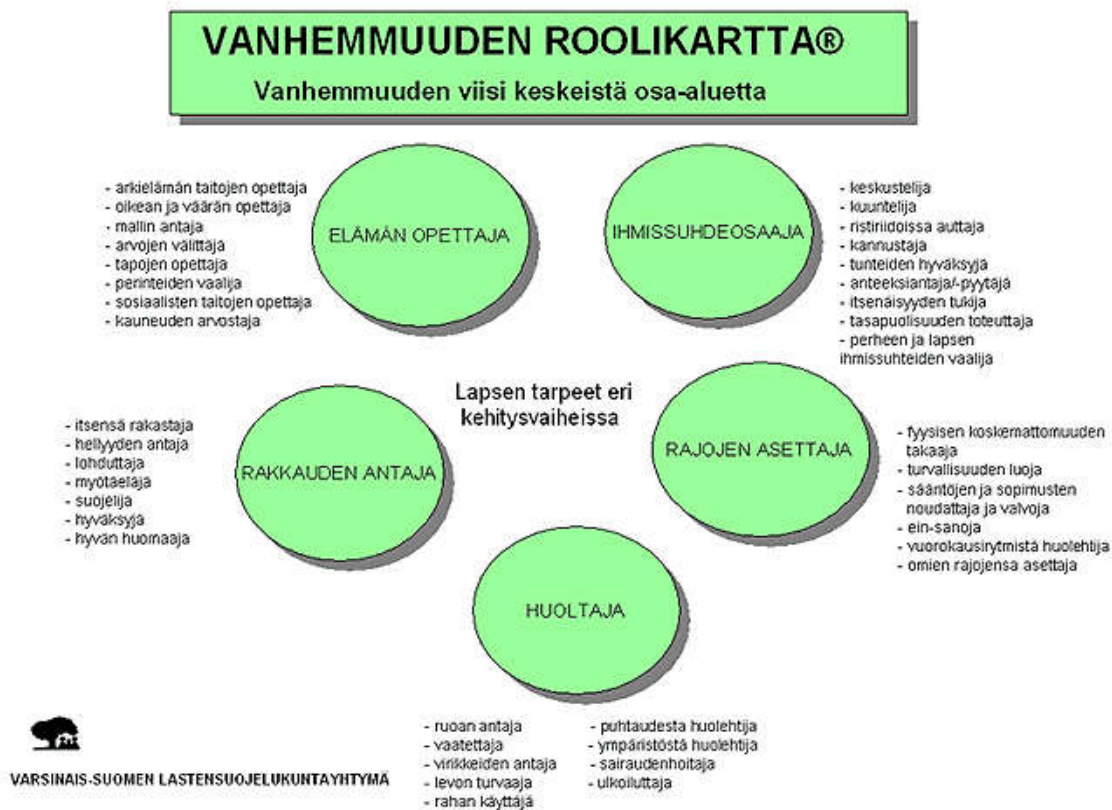 VANHEMMUUDEN ROOLIKARTTA®
Vanhemmuuden viisi keskeistä osa-aluetta
- arkielämän taitojen opettaja
- oikean ja väärän opettaja
- mallin antaja
- arvojen välittäjä
- tapojen opettaja
- perinteiden vaalija
- sosiaalisten taitojen opettaja
- kauneuden arvostaja
ELÄMÄN OPETTAJA
IHMISSUHDEOSAAJA
- keskustelija
- kuuntelija
- ristiriidoissa auttaja
- kannustaja
- tunteiden hyväksyjä
- anteeksiantaja/-pyytäjä
- itsenäisyyden tukija
- tasapuolisuuden toteuttaja
- perheen ja lapsen
ihmissuhteiden vaalija
Lapsen tarpeet eri
kehitysvaiheissa
- itsensä rakastaja
- hellyyden antaja
- lohduttaja
- myötäeläjä
- suojelija
- hyväksyjä
- hyvän huomaaja
RAKKAUDEN ANTAJA
RAJOJEN ASETTAJA
- fyysisen koskemattomuuden
takaaja
- turvallisuuden luoja
- sääntöjen ja sopimusten
noudattaja ja valvoja
- ein-sanoja
- vuorokausirytmistä huolehtija
- omien rajojensa asettaja
HUOLTAJA
- ruoan antaja
- vaatettaja
- virikkeiden antaja
- levon turvaaja
- rahan käyttäjä
- puhtaudesta huolehtija
- ympäristöstä huolehtija
- sairaudenhoitaja
- ulkoiluttaja
VARSINAIS-SUOMEN LASTENSUOJELUKUNTAYHTYMÄ